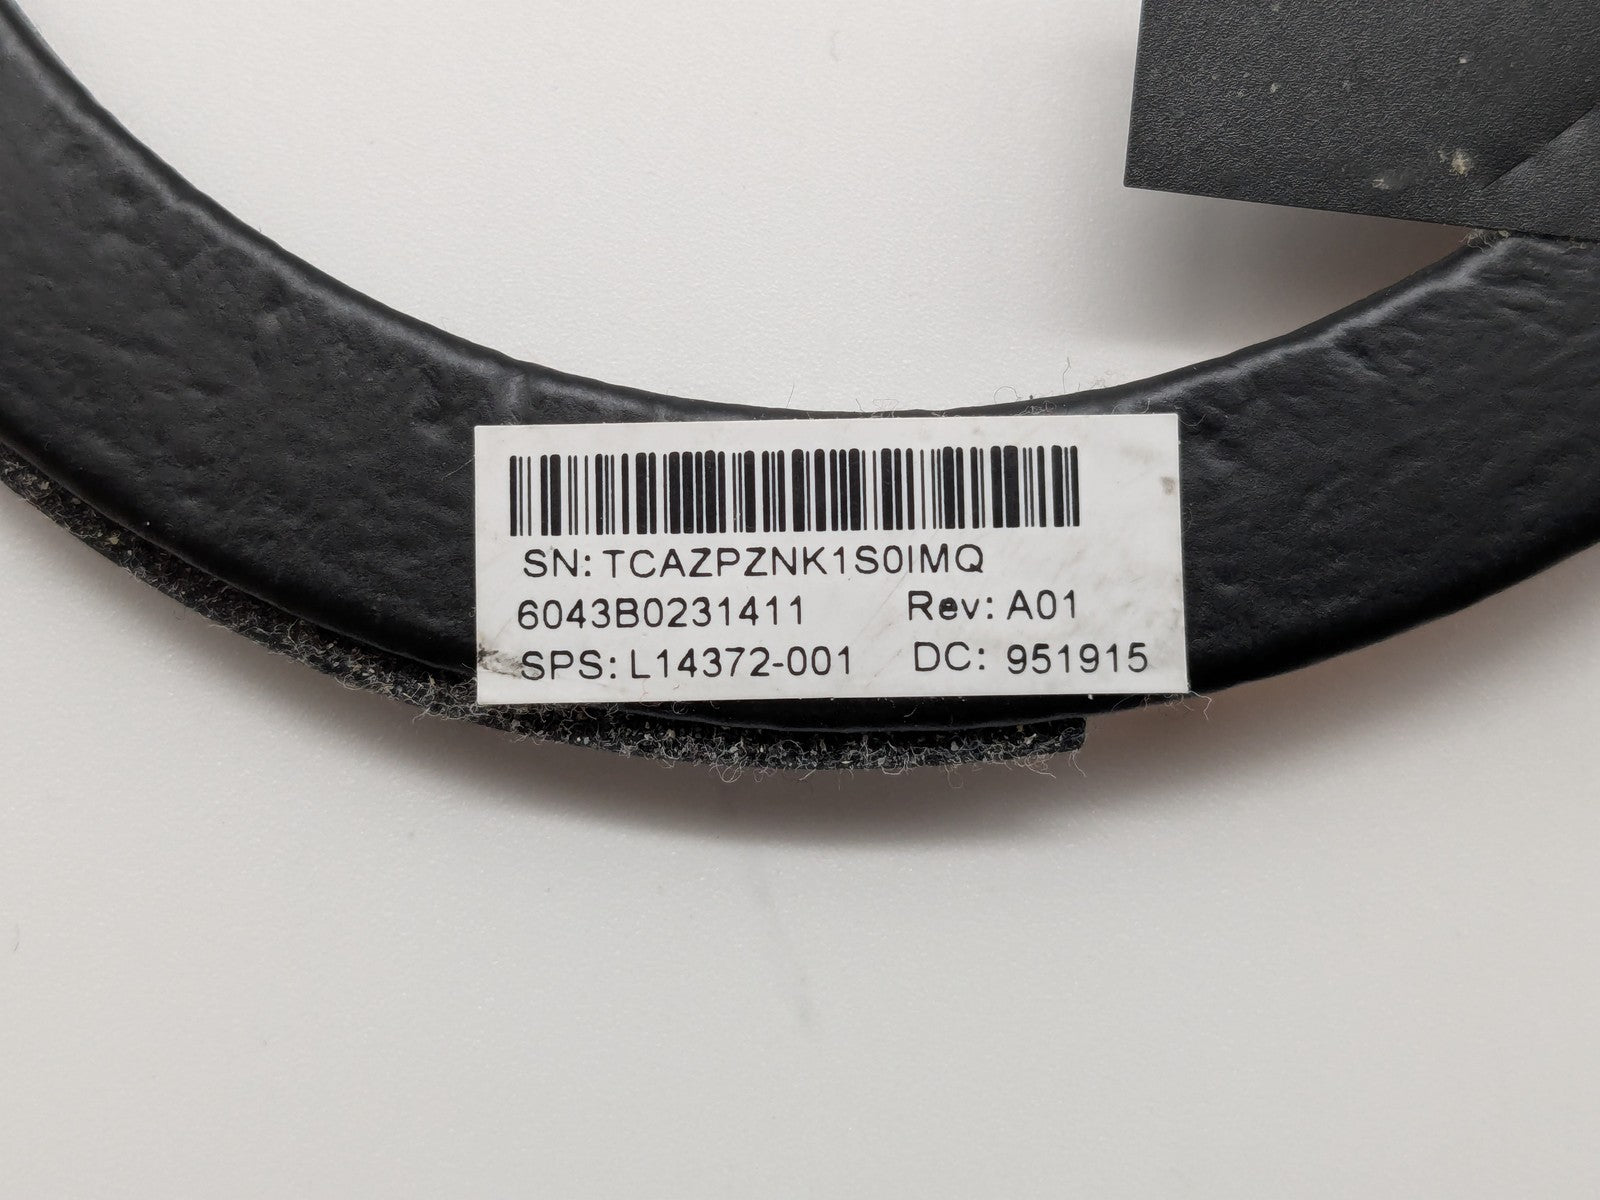 SN: TCAZPZNK1S0IMQ
6043B0231411 Rev: A01
SPS: L14372-001 DC: 951915